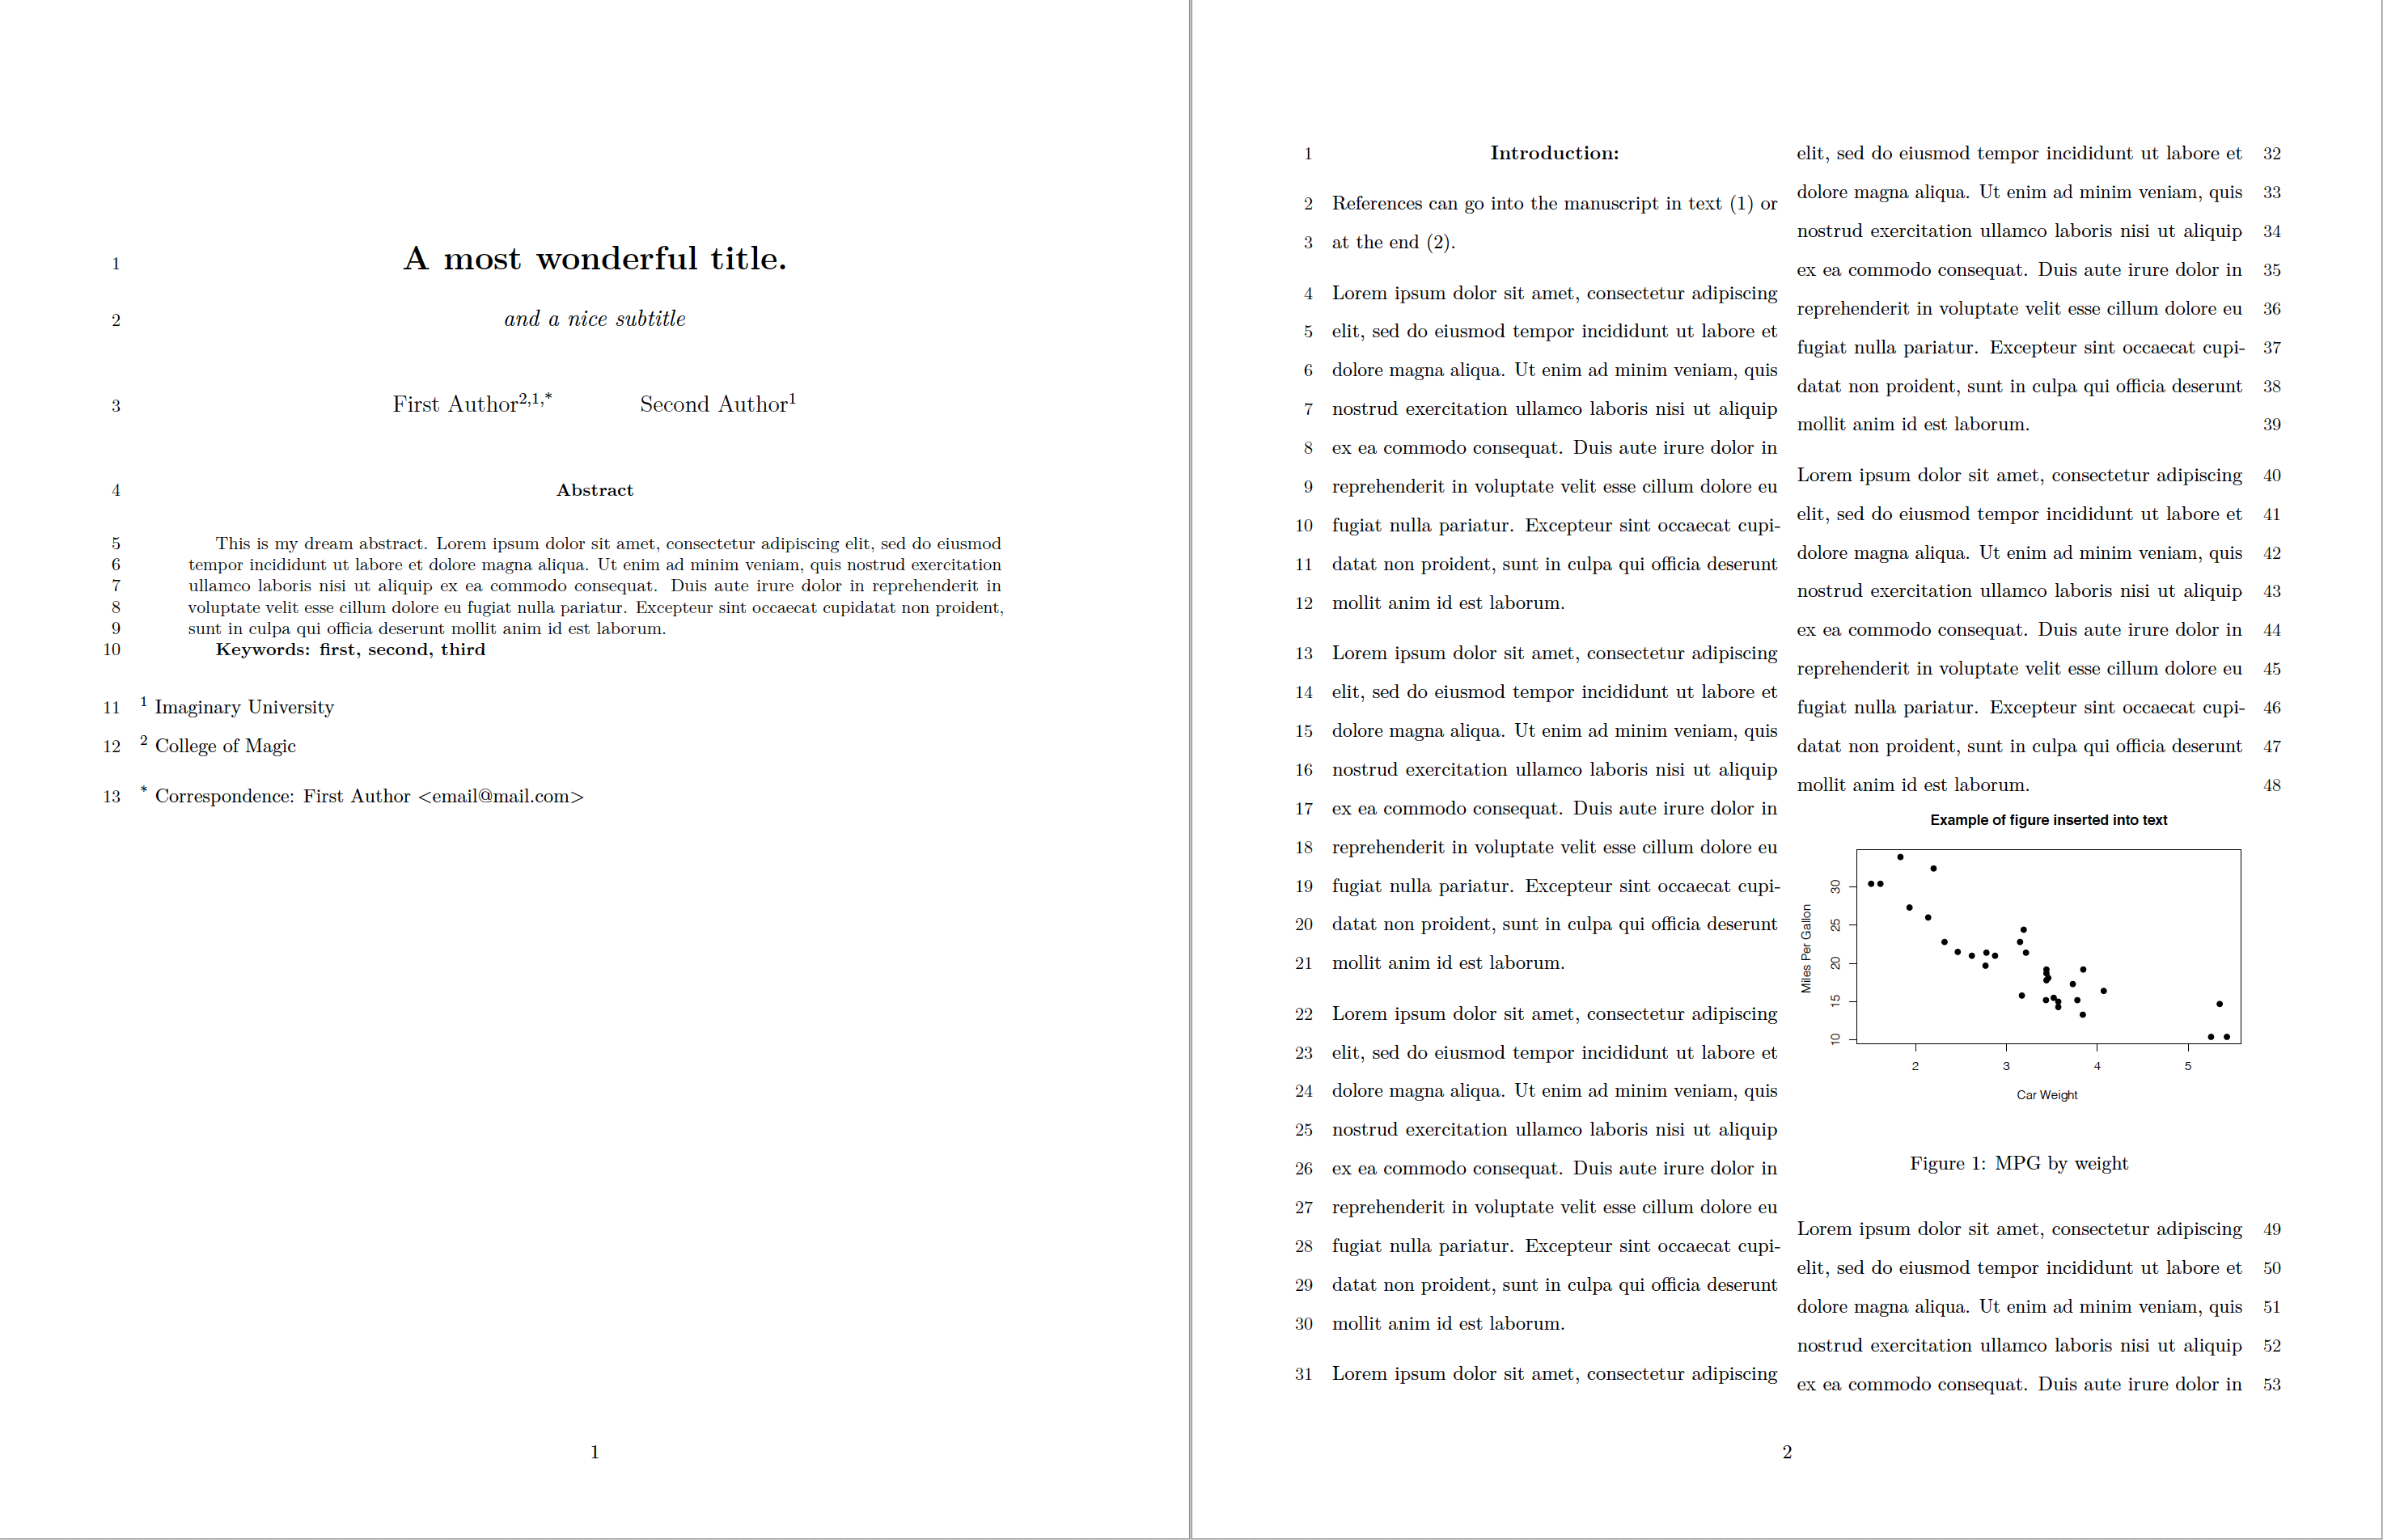 1 A most wonderful title.
2 and a nice subtitle
3 First Author2,1,* Second Author1
4 Abstract
5 This is my dream abstract. Lorem ipsum dolor sit amet, consectetur adipiscing elit, sed do eiusmod
6 tempor incididunt ut labore et dolore magna aliqua. Ut enim ad minim veniam, quis nostrud exercitation
7 ullamco laboris nisi ut aliquip ex ea commodo consequat. Duis aute irure dolor in reprehenderit in
8 voluptate velit esse cillum dolore eu fugiat nulla pariatur. Excepteur sint occaecat cupidatat non proident,
9 sunt in culpa qui officia deserunt mollit anim id est laborum.
10 Keywords: first, second, third
11 1 Imaginary University
12 2 College of Magic
13 * Correspondence: First Author <email@mail.com>
1
1 Introduction:
2 References can go into the manuscript in text (1) or
3 at the end (2).
4 Lorem ipsum dolor sit amet, consectetur adipiscing
5 elit, sed do eiusmod tempor incididunt ut labore et
6 dolore magna aliqua. Ut enim ad minim veniam, quis
7 nostrud exercitation ullamco laboris nisi ut aliquip
8 ex ea commodo consequat. Duis aute irure dolor in
9 reprehenderit in voluptate velit esse cillum dolore eu
10 fugiat nulla pariatur. Excepteur sint occaecat cupi-
11 datat non proident, sunt in culpa qui officia deserunt
12 mollit anim id est laborum.
13 Lorem ipsum dolor sit amet, consectetur adipiscing
14 elit, sed do eiusmod tempor incididunt ut labore et
15 dolore magna aliqua. Ut enim ad minim veniam, quis
16 nostrud exercitation ullamco laboris nisi ut aliquip
17 ex ea commodo consequat. Duis aute irure dolor in
18 reprehenderit in voluptate velit esse cillum dolore eu
19 fugiat nulla pariatur. Excepteur sint occaecat cupi-
20 datat non proident, sunt in culpa qui officia deserunt
21 mollit anim id est laborum.
22 Lorem ipsum dolor sit amet, consectetur adipiscing
23 elit, sed do eiusmod tempor incididunt ut labore et
24 dolore magna aliqua. Ut enim ad minim veniam, quis
25 nostrud exercitation ullamco laboris nisi ut aliquip
26 ex ea commodo consequat. Duis aute irure dolor in
27 reprehenderit in voluptate velit esse cillum dolore eu
28 fugiat nulla pariatur. Excepteur sint occaecat cupi-
29 datat non proident, sunt in culpa qui officia deserunt
30 mollit anim id est laborum.
31 Lorem ipsum dolor sit amet, consectetur adipiscing
elit, sed do eiusmod tempor incididunt ut labore et 32
dolore magna aliqua. Ut enim ad minim veniam, quis 33
nostrud exercitation ullamco laboris nisi ut aliquip 34
ex ea commodo consequat. Duis aute irure dolor in 35
reprehenderit in voluptate velit esse cillum dolore eu 36
fugiat nulla pariatur. Excepteur sint occaecat cupi- 37
datat non proident, sunt in culpa qui officia deserunt 38
mollit anim id est laborum. 39
Lorem ipsum dolor sit amet, consectetur adipiscing 40
elit, sed do eiusmod tempor incididunt ut labore et 41
dolore magna aliqua. Ut enim ad minim veniam, quis 42
nostrud exercitation ullamco laboris nisi ut aliquip 43
ex ea commodo consequat. Duis aute irure dolor in 44
reprehenderit in voluptate velit esse cillum dolore eu 45
fugiat nulla pariatur. Excepteur sint occaecat cupi- 46
datat non proident, sunt in culpa qui officia deserunt 47
mollit anim id est laborum. 48
Example of figure inserted into text
Miles Per Gallon
30
25
20
15
10
2 3 4 5
Car Weight
Figure 1: MPG by weight
Lorem ipsum dolor sit amet, consectetur adipiscing 49
elit, sed do eiusmod tempor incididunt ut labore et 50
dolore magna aliqua. Ut enim ad minim veniam, quis 51
nostrud exercitation ullamco laboris nisi ut aliquip 52
ex ea commodo consequat. Duis aute irure dolor in 53
2